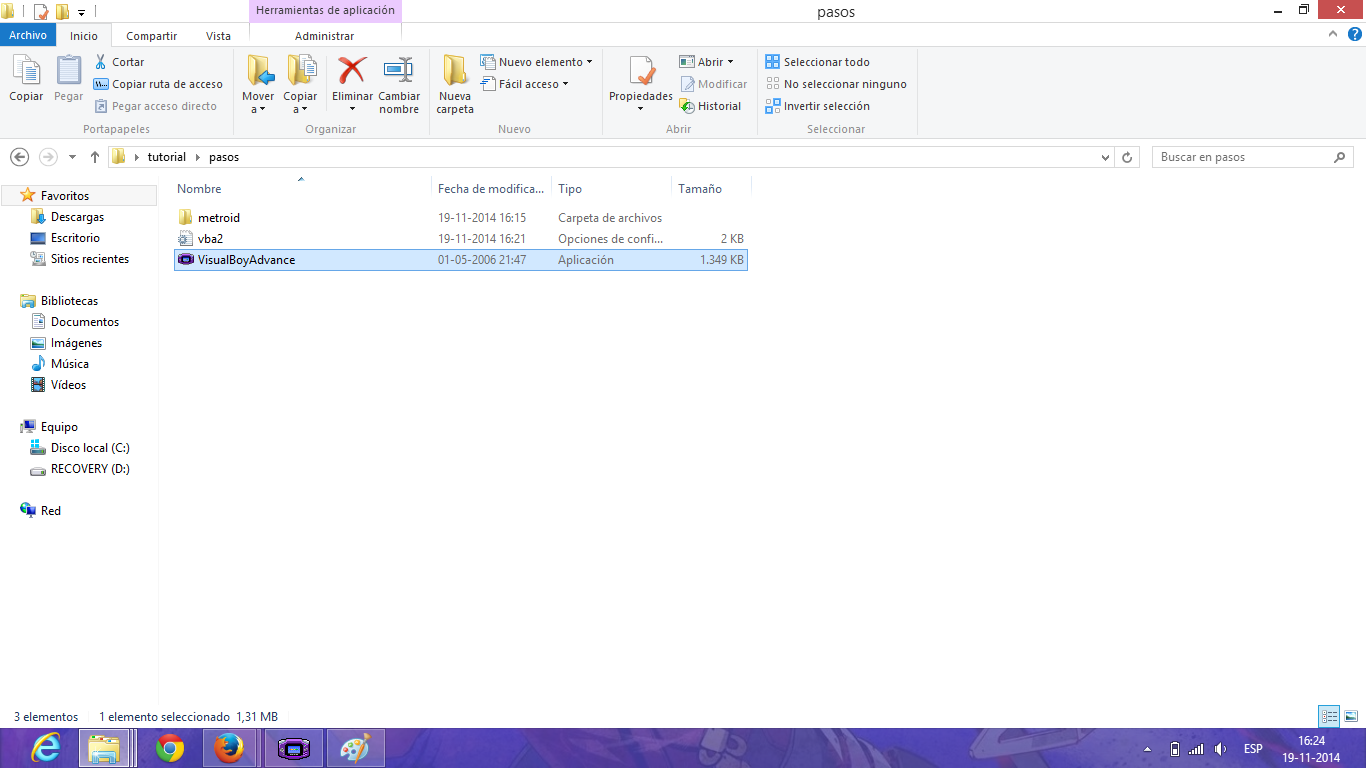 Herramientas de aplicación
pasos
Archivo Inicio Compartir Vista Administrar
Copiar
Pegar
Cortar
Copiar ruta de acceso
Pegar acceso directo
Portapapeles
Mover a
Copiar a
Eliminar
Cambiar nombre
Organizar
Nueva carpeta
Nuevo elemento
Fácil acceso
Nuevo
Propiedades
Abrir
Modificar
Historial
Abrir
Seleccionar todo
No seleccionar ninguno
Invertir selección
Seleccionar
tutorial pasos
Buscar en pasos
Favoritos
Descargas
Escritorio
Sitios recientes
Bibliotecas
Documentos
Imágenes
Música
Vídeos
Equipo
Disco local (C:)
RECOVERY (D:)
Red
Nombre Fecha de modifica... Tipo Tamaño
metroid 19-11-2014 16:15 Carpeta de archivos
vba2 19-11-2014 16:21 Opciones de confi... 2 KB
VisualBoyAdvance 01-05-2006 21:47 Aplicación 1.349 KB
3 elementos 1 elemento seleccionado 1,31 MB
ESP
16:24
19-11-2014